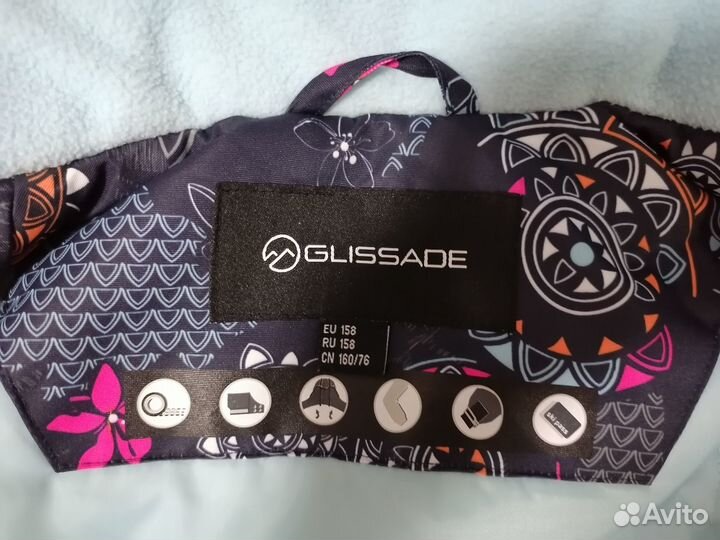 GLISSADE
EU 158
RU 158
CN 160/76
ski pass
Avito